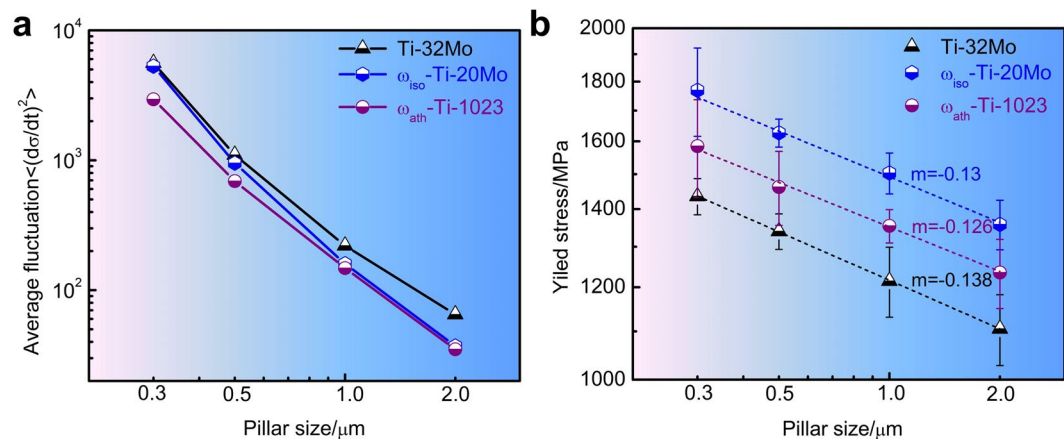 a
Average fluctuation<(dσ/dt)²>
10⁴
10³
10²
0.3 0.5 1.0 2.0
Pillar size/μm
Ti-32Mo
ω_iso-Ti-20Mo
ω_ath-Ti-1023
b
Yiled stress/MPa
2000
1800
1600
1400
1200
1000
0.3 0.5 1.0 2.0
Pillar size/μm
Ti-32Mo
ω_iso-Ti-20Mo
ω_ath-Ti-1023
m=-0.13
m=-0.126
m=-0.138